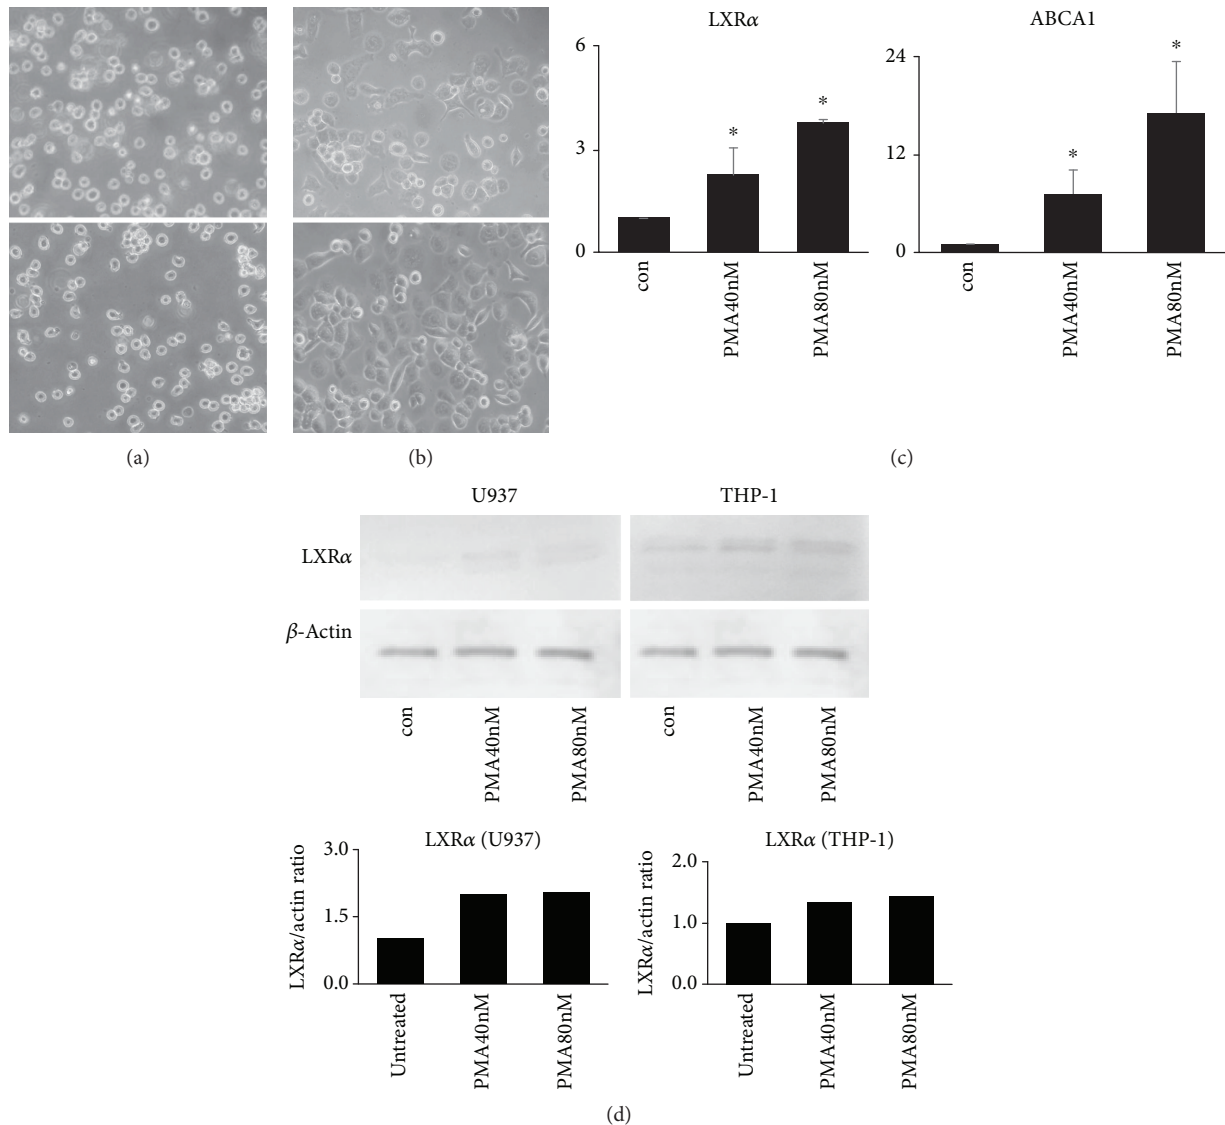 LXRα
ABCA1
6
3
0
con
PMA40nM
PMA80nM
24
12
0
con
PMA40nM
PMA80nM
(a)
(b)
(c)
U937
THP-1
LXRα
β-Actin
con
PMA40nM
PMA80nM
con
PMA40nM
PMA80nM
LXRα (U937)
LXRα/actin ratio
3.0
1.5
0.0
Untreated
PMA40nM
PMA80nM
LXRα (THP-1)
LXRα/actin ratio
2.0
1.0
0.0
Untreated
PMA40nM
PMA80nM
(d)